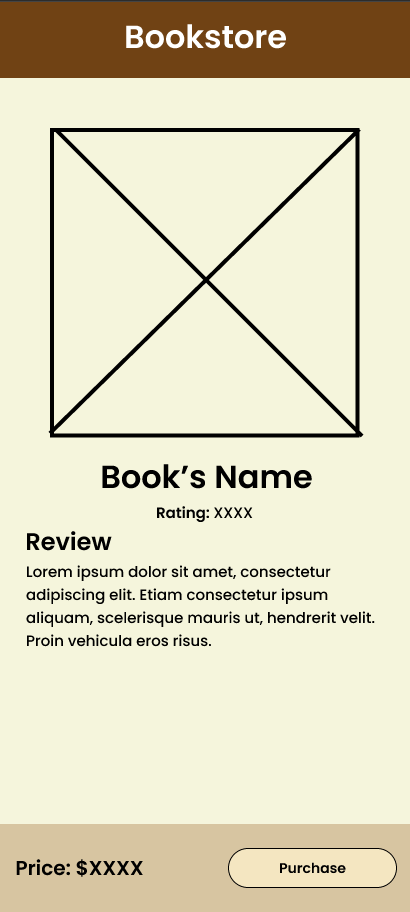 Bookstore
Book’s Name
Rating: XXXX
Review
Lorem ipsum dolor sit amet, consectetur
adipiscing elit. Etiam consectetur ipsum
aliquam, scelerisque mauris ut, hendrerit velit.
Proin vehicula eros risus.
Price: $XXXX
Purchase